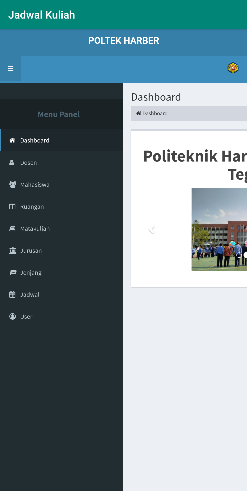 Jadwal Kuliah
POLTEK HARBER
Menu Panel
Dashboard
Dosen
Mahasiswa
Ruangan
Matakuliah
Jurusan
Jenjang
Jadwal
User
Dashboard
Dashboard
Politeknik Har
Teg